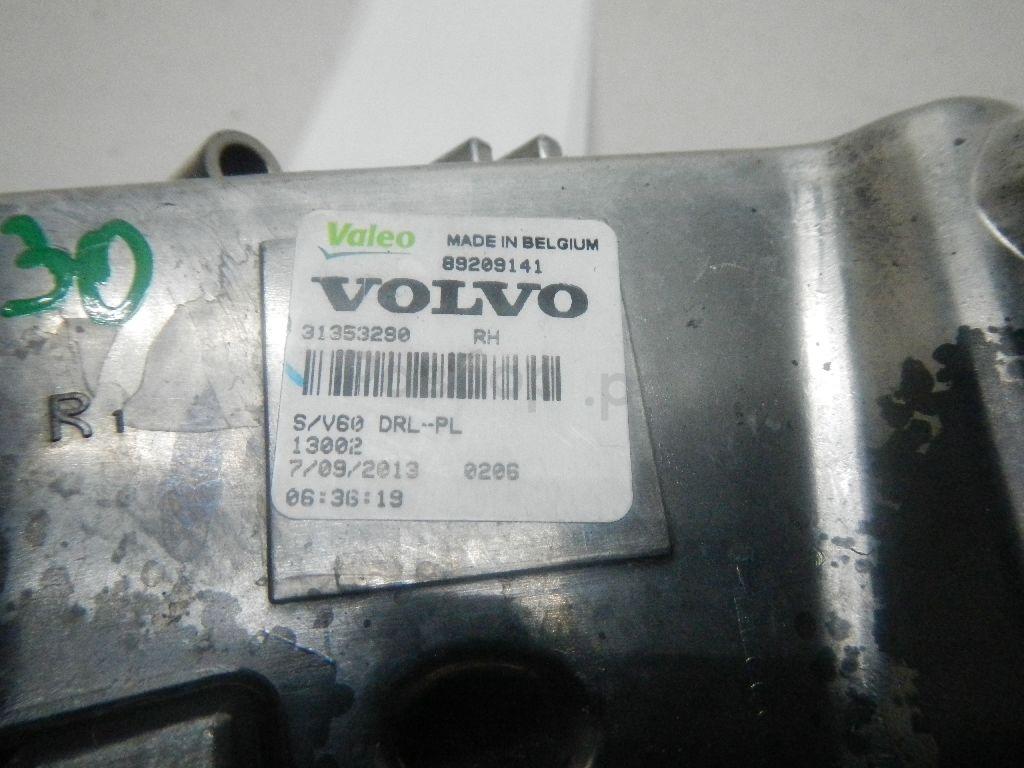 30
R1
Valeo
MADE IN BELGIUM
89209141
VOLVO
31353290 RH
S/V60 DRL--PL
13002
7/09/2013 0206
06:36:19